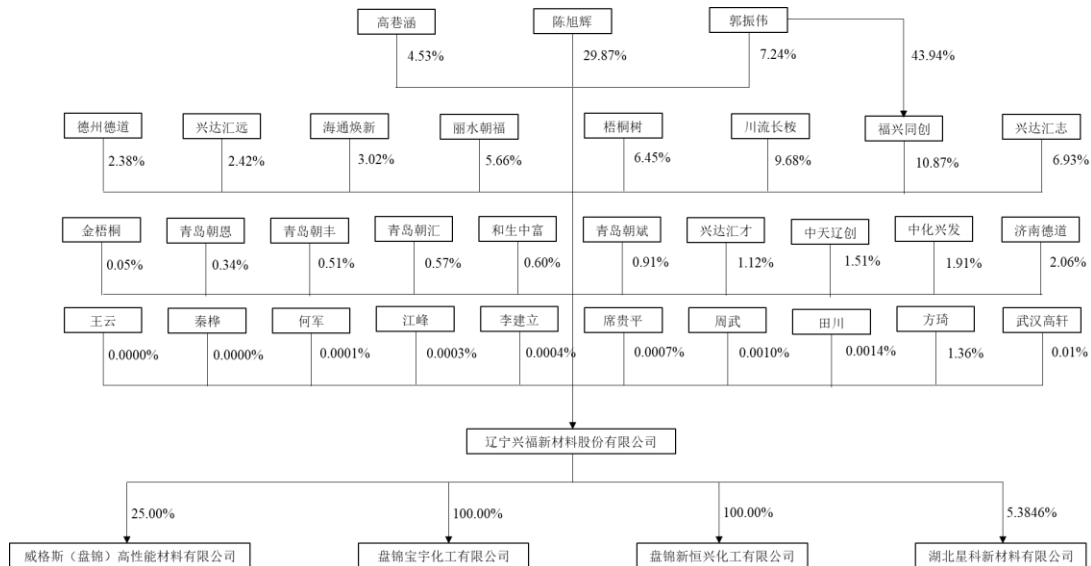 高巷涵 陈旭辉 郭振伟
4.53% 29.87% 7.24% 43.94%
德州德道 兴达汇远 海通焕新 丽水朝福 梧桐树 川流长桉 福兴同创 兴达汇志
2.38% 2.42% 3.02% 5.66% 6.45% 9.68% 10.87% 6.93%
金梧桐 青岛朝恩 青岛朝丰 青岛朝汇 和生中富 青岛朝斌 兴达汇才 中天辽创 中化兴发 济南德道
0.05% 0.34% 0.51% 0.57% 0.60% 0.91% 1.12% 1.51% 1.91% 2.06%
王云 秦桦 何军 江峰 李建立 席贵平 周武 田川 方琦 武汉高轩
0.0000% 0.0000% 0.0001% 0.0003% 0.0004% 0.0007% 0.0010% 0.0014% 1.36% 0.01%
辽宁兴福新材料股份有限公司
25.00% 100.00% 100.00% 5.3846%
威格斯（盘锦）高性能材料有限公司 盘锦宝宇化工有限公司 盘锦新恒兴化工有限公司 湖北星科新材料有限公司